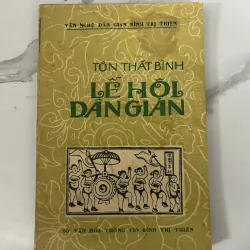 VĂN NGHỆ DÂN GIAN BÌNH TRỊ THIÊN
TÔN THẤT BÌNH
LỄ HỘI
DÂN GIAN
SỞ VĂN HÓA THÔNG TIN BÌNH TRỊ THIÊN